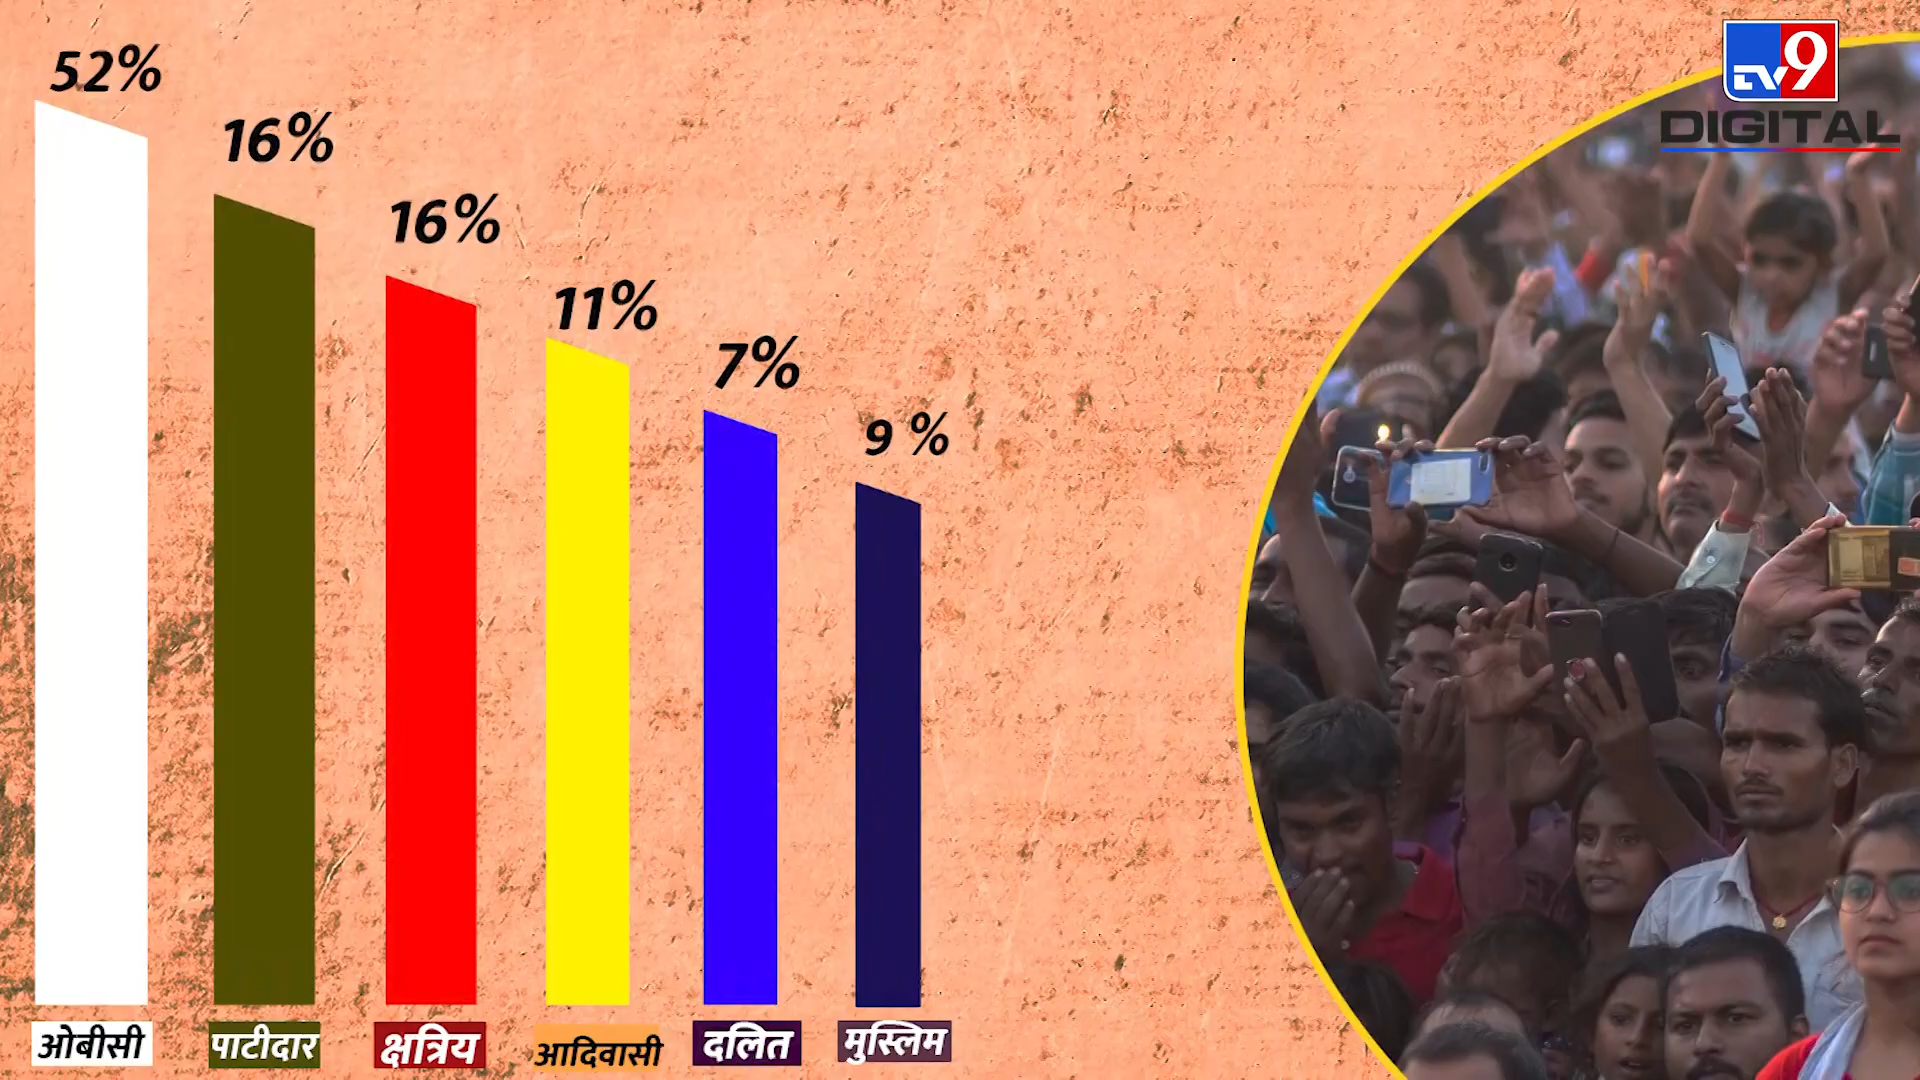 52%
16%
16%
11%
7%
9 %
ओबीसी
पाटीदार
क्षत्रिय
आदिवासी
दलित
मुस्लिम
TV9
DIGITAL